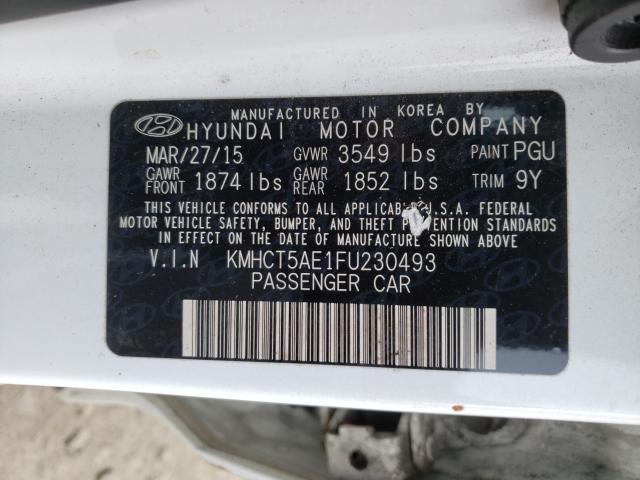 MANUFACTURED IN KOREA BY
HYUNDAI MOTOR COMPANY
MAR/27/15 GVWR 3549 lbs PAINT PGU
GAWR FRONT 1874 lbs GAWR REAR 1852 lbs TRIM 9Y
THIS VEHICLE CONFORMS TO ALL APPLICABLE U.S.A. FEDERAL
MOTOR VEHICLE SAFETY, BUMPER, AND THEFT PREVENTION STANDARDS
IN EFFECT ON THE DATE OF MANUFACTURE SHOWN ABOVE
V.I.N KMHCT5AE1FU230493
PASSENGER CAR